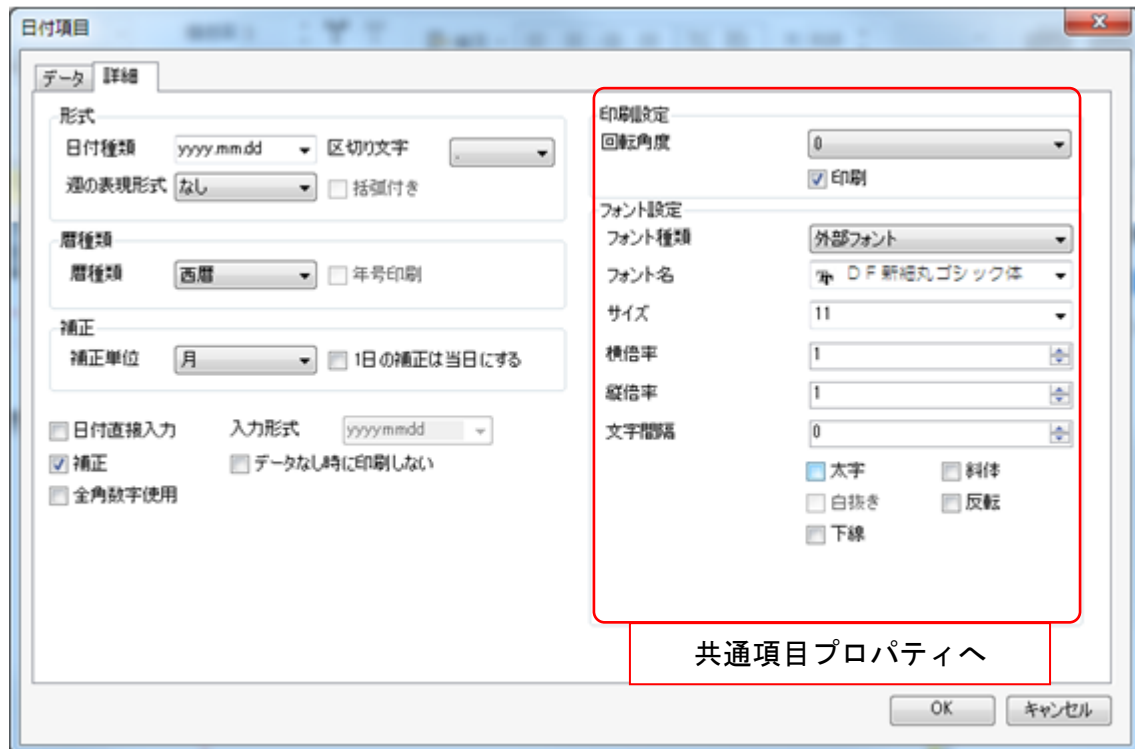 日付項目
データ 詳細
形式
日付種類 yyyy.mm.dd 区切り文字 .
週の表現形式 なし 括弧付き
暦種類
暦種類 西暦 年号印刷
補正
補正単位 月 1日の補正は当日にする
日付直接入力 入力形式 yyyymmdd
補正 データなし時に印刷しない
全角数字使用
印刷設定
回転角度 0
印刷
フォント設定
フォント種類 外部フォント
フォント名 ＤＦ新細丸ゴシック体
サイズ 11
横倍率 1
縦倍率 1
文字間隔 0
太字 斜体
白抜き 反転
下線
共通項目プロパティへ
OK キャンセル